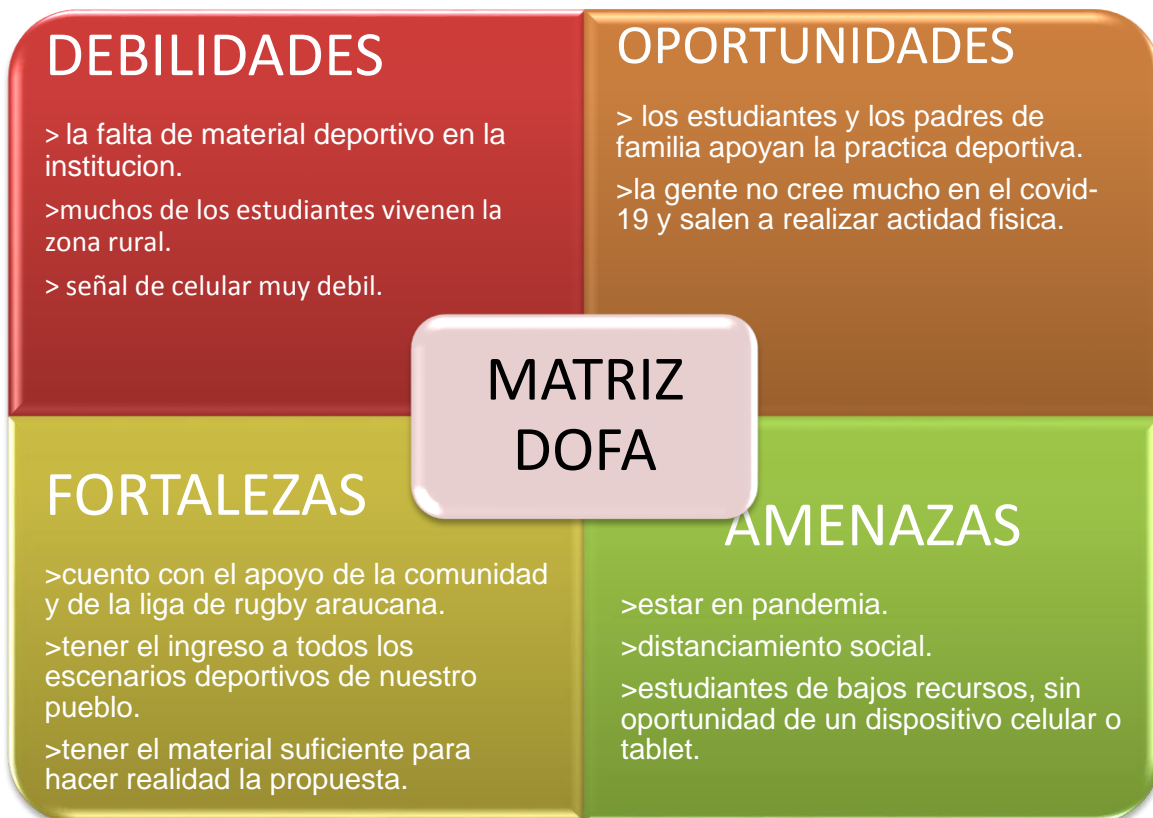 DEBILIDADES
> la falta de material deportivo en la
institucion.
>muchos de los estudiantes vivenen la
zona rural.
> señal de celular muy debil.
OPORTUNIDADES
> los estudiantes y los padres de
familia apoyan la practica deportiva.
>la gente no cree mucho en el covid-
19 y salen a realizar actidad fisica.
MATRIZ
DOFA
FORTALEZAS
>cuento con el apoyo de la comunidad
y de la liga de rugby araucana.
>tener el ingreso a todos los
escenarios deportivos de nuestro
pueblo.
>tener el material suficiente para
hacer realidad la propuesta.
AMENAZAS
>estar en pandemia.
>distanciamiento social.
>estudiantes de bajos recursos, sin
oportunidad de un dispositivo celular o
tablet.